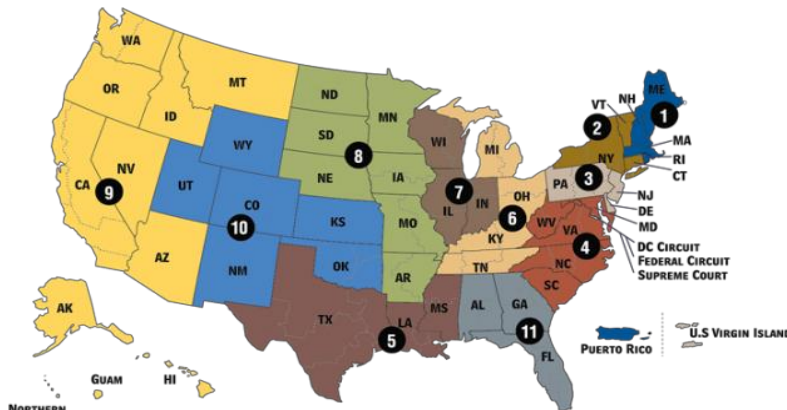 WA
OR
ID
MT
ND
MN
SD
WY
NE
IA
WI
MI
NV
CA
UT
CO
KS
MO
IL
IN
OH
KY
WV
VA
PA
NY
VT
NH
ME
MA
RI
CT
NJ
DE
MD
DC CIRCUIT
FEDERAL CIRCUIT
SUPREME COURT
AZ
NM
OK
AR
TN
NC
SC
TX
LA
MS
AL
GA
FL
AK
HI
GUAM
NORTHERN
PUERTO RICO
U.S VIRGIN ISLAND
1
2
3
4
5
6
7
8
9
10
11